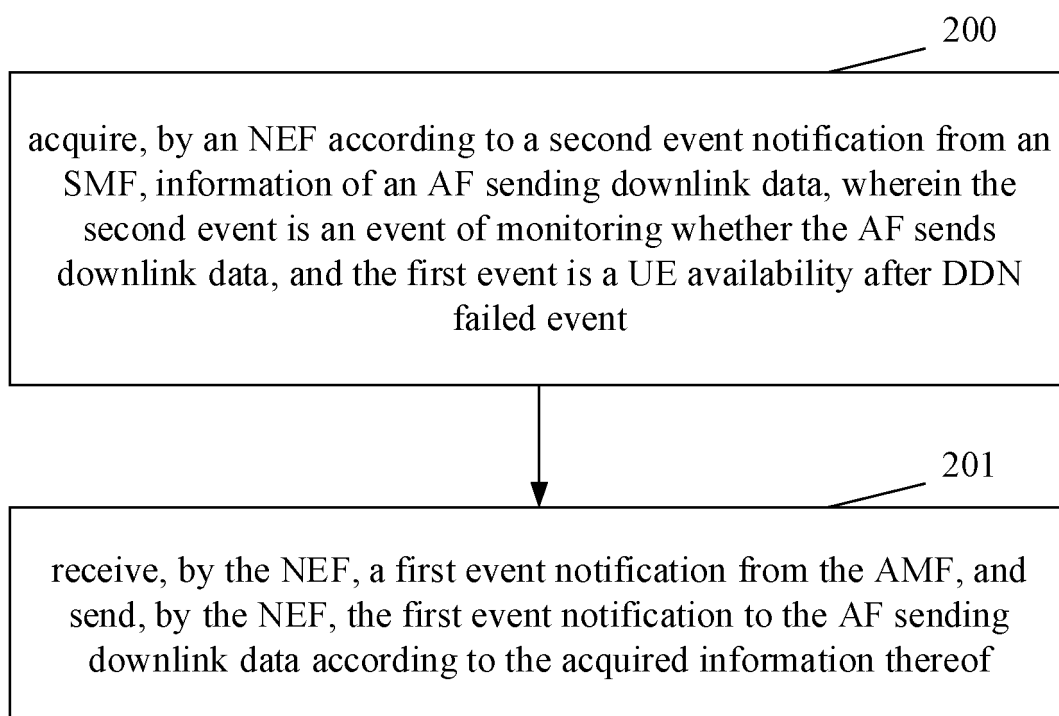 200
acquire, by an NEF according to a second event notification from an
SMF, information of an AF sending downlink data, wherein the
second event is an event of monitoring whether the AF sends
downlink data, and the first event is a UE availability after DDN
failed event
201
receive, by the NEF, a first event notification from the AMF, and
send, by the NEF, the first event notification to the AF sending
downlink data according to the acquired information thereof